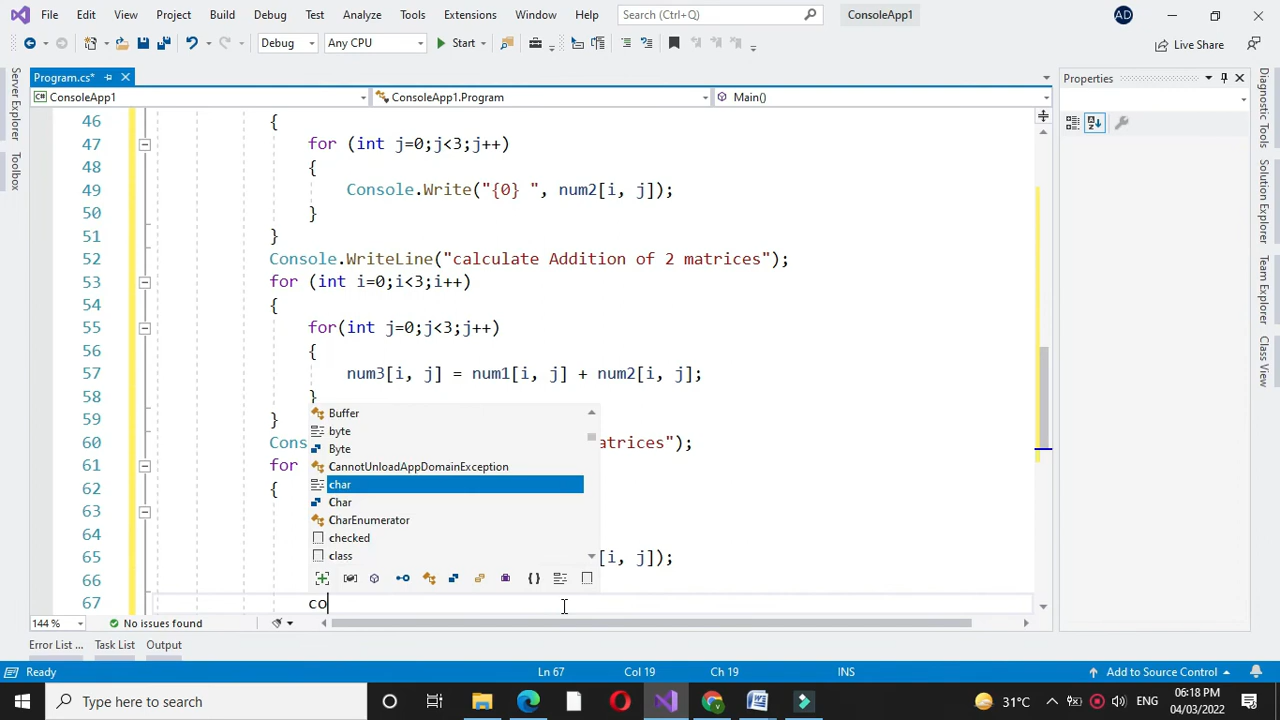 File Edit View Project Build Debug Test Analyze Tools Extensions Window Help Search (Ctrl+Q) ConsoleApp1 AD
Debug Any CPU Start Live Share
Program.cs* Properties
ConsoleApp1 ConsoleApp1.Program Main()
Server Explorer
Toolbox
Diagnostic Tools
Solution Explorer
Team Explorer
Class View
46 {
47 for (int j=0;j<3;j++)
48 {
49 Console.Write("{0} ", num2[i, j]);
50 }
51 }
52 Console.WriteLine("calculate Addition of 2 matrices");
53 for (int i=0;i<3;i++)
54 {
55 for(int j=0;j<3;j++)
56 {
57 num3[i, j] = num1[i, j] + num2[i, j];
58 }
59 }
60 Cons atrices");
61 for
62 {
63
64
65 [i, j]);
66
67 co
Buffer
byte
Byte
CannotUnloadAppDomainException
char
Char
CharEnumerator
checked
class
144 % No issues found
Error List ... Task List Output
Ready Ln 67 Col 19 Ch 19 INS Add to Source Control
Type here to search 31°C ENG 06:18 PM
04/03/2022